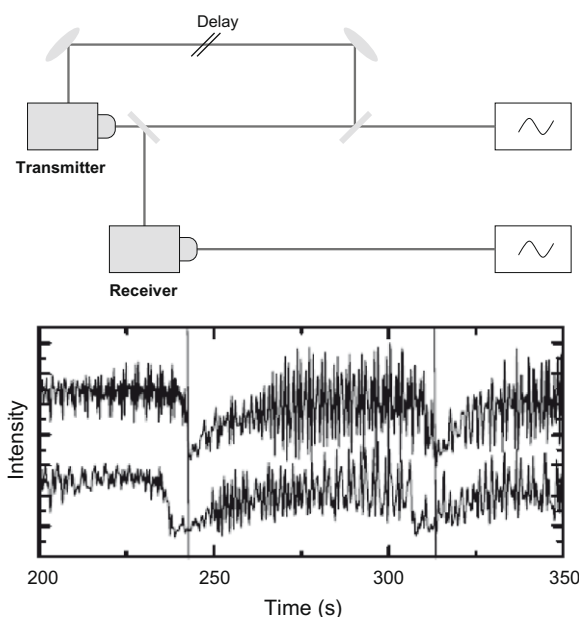 Delay
Transmitter
Receiver
Intensity
200 250 300 350
Time (s)